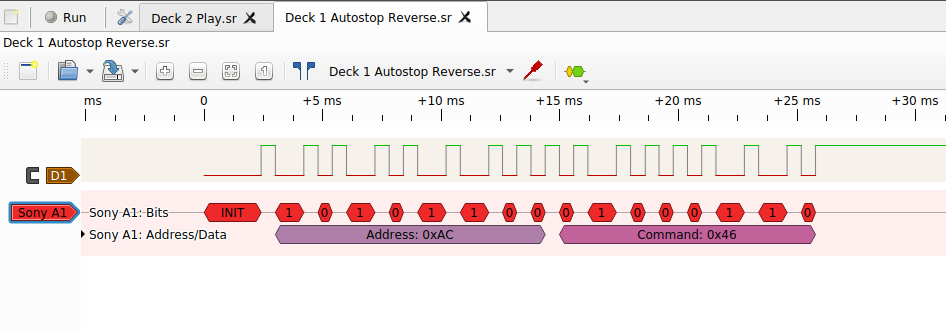 Run Deck 2 Play.sr Deck 1 Autostop Reverse.sr
Deck 1 Autostop Reverse.sr
Deck 1 Autostop Reverse.sr
ms 0 +5 ms +10 ms +15 ms +20 ms +25 ms +30 ms
D1
Sony A1 Sony A1: Bits INIT 1 0 1 0 1 1 0 0 0 1 0 0 0 1 1 0
Sony A1: Address/Data Address: 0xAC Command: 0x46